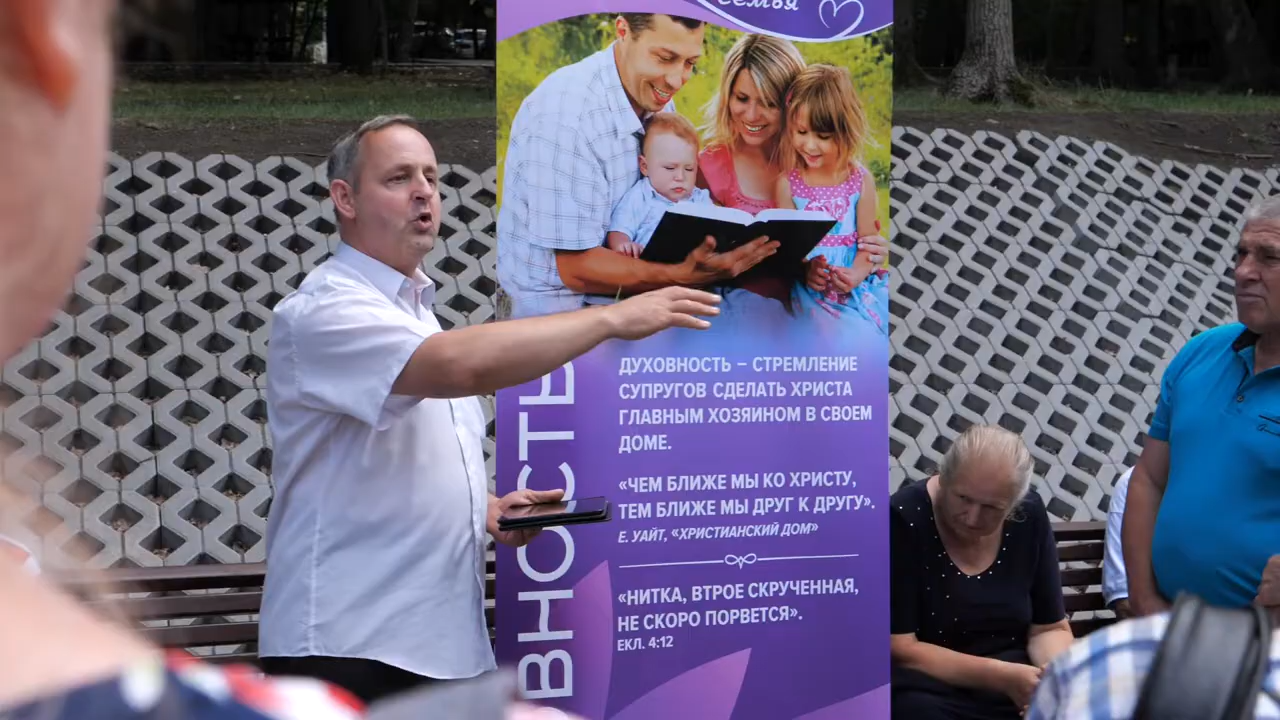 Семья
ДУХОВНОСТЬ – СТРЕМЛЕНИЕ
СУПРУГОВ СДЕЛАТЬ ХРИСТА
ГЛАВНЫМ ХОЗЯИНОМ В СВОЕМ
ДОМЕ.
«ЧЕМ БЛИЖЕ МЫ КО ХРИСТУ,
ТЕМ БЛИЖЕ МЫ ДРУГ К ДРУГУ».
Е. УАЙТ, «ХРИСТИАНСКИЙ ДОМ»
«НИТКА, ВТРОЕ СКРУЧЕННАЯ,
НЕ СКОРО ПОРВЕТСЯ».
ЕКЛ. 4:12
ВНОСТЬ